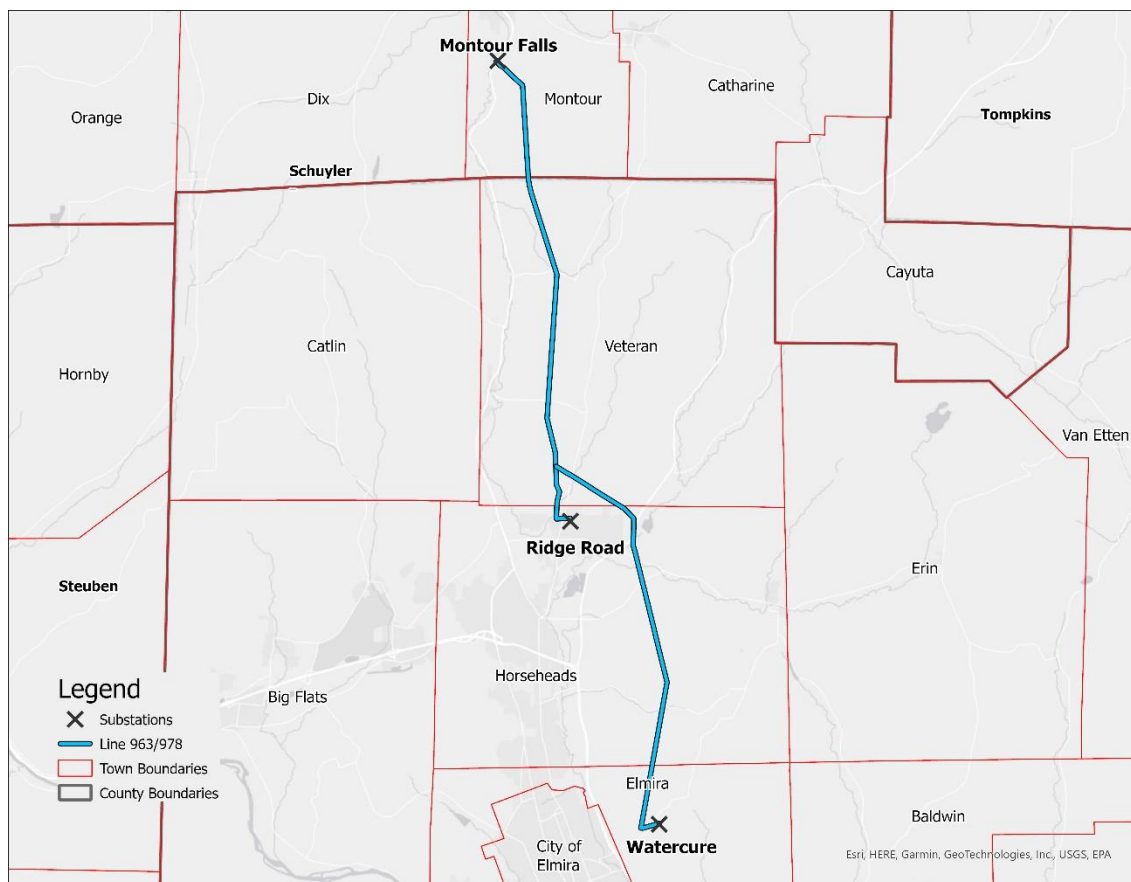 Montour Falls
Dix
Montour
Catharine
Orange
Tompkins
Schuyler
Cayuta
Catlin
Veteran
Hornby
Van Etten
Ridge Road
Steuben
Erin
Horseheads
Big Flats
Legend
Substations
Line 963/978
Town Boundaries
County Boundaries
Elmira
Baldwin
Watercure
City of
Elmira
Esri, HERE, Garmin, GeoTechnologies, Inc., USGS, EPA